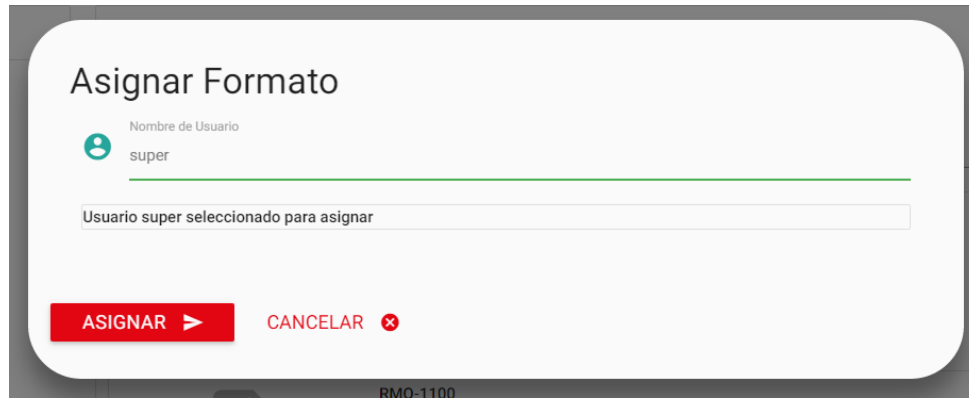 Asignar Formato
Nombre de Usuario
super
Usuario super seleccionado para asignar
ASIGNAR
CANCELAR
RMO-1100